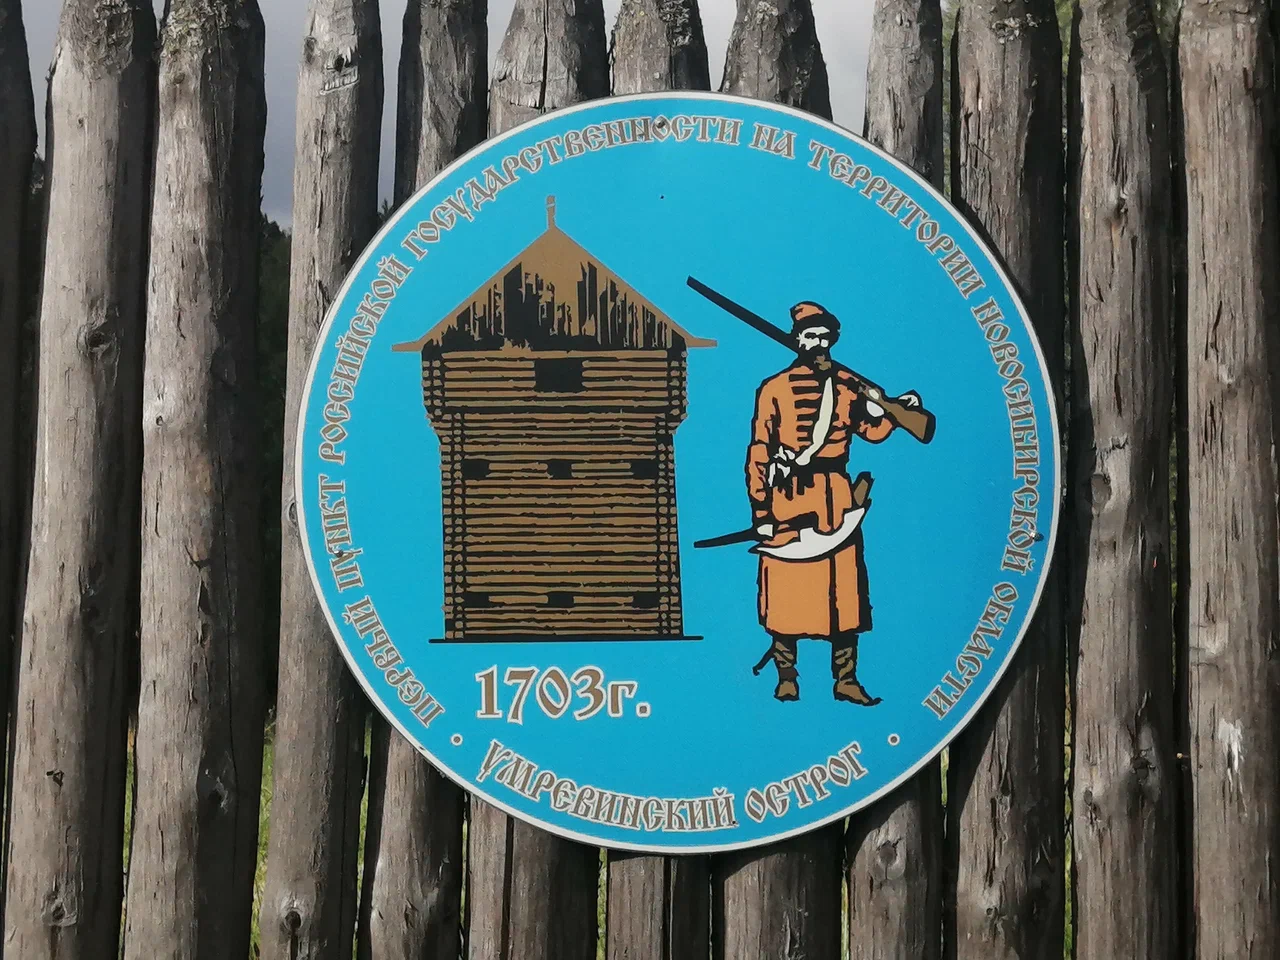 ПЕРВЫЙ ПУНКТ РОССИЙСКОЙ ГОСУДАРСТВЕННОСТИ НА ТЕРРИТОРИИ НОВОСИБИРСКОЙ ОБЛАСТИ
1703г.
• УМРЕВИНСКИЙ ОСТРОГ •